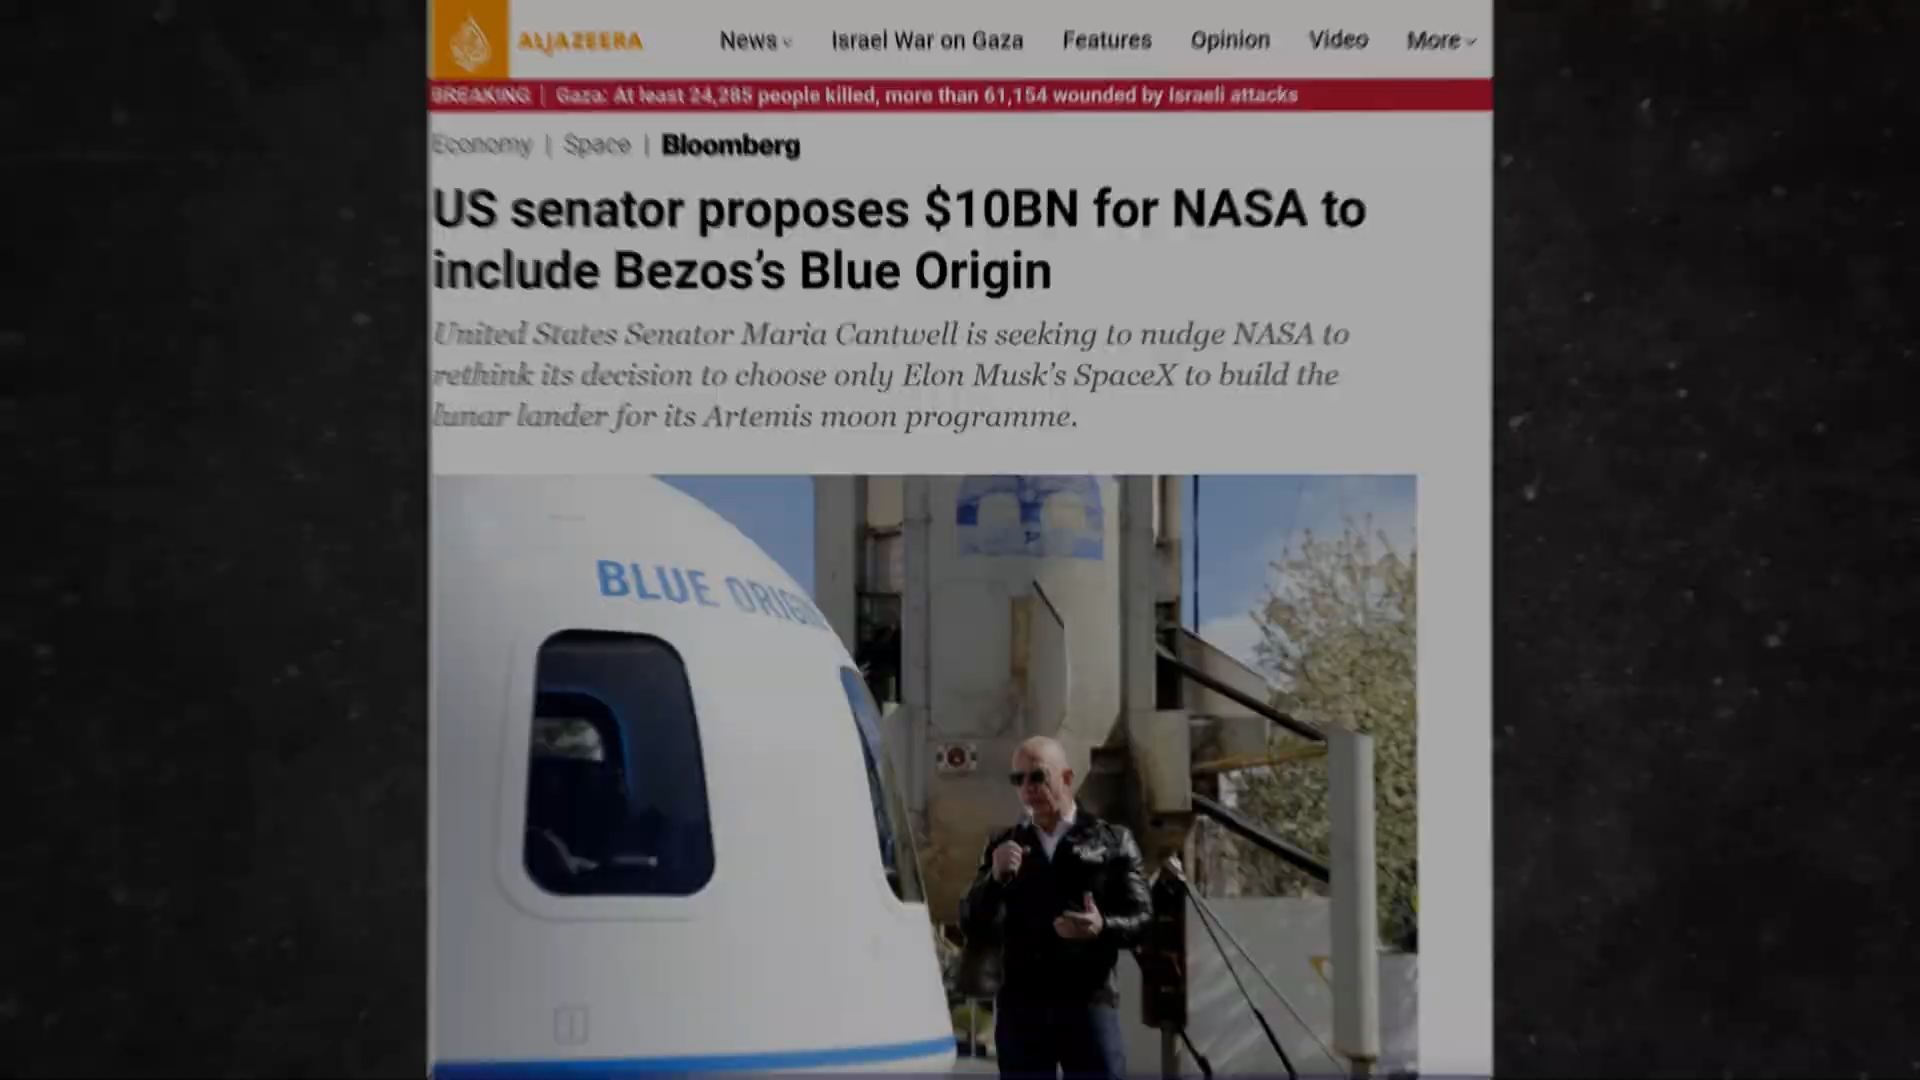 ALJAZEERA
News
Israel War on Gaza
Features
Opinion
Video
More
BREAKING | Gaza: At least 24,285 people killed, more than 61,154 wounded by Israeli attacks
Economy | Space | Bloomberg
US senator proposes $10BN for NASA to
include Bezos’s Blue Origin
United States Senator Maria Cantwell is seeking to nudge NASA to
rethink its decision to choose only Elon Musk’s SpaceX to build the
lunar lander for its Artemis moon programme.
BLUE ORIGIN